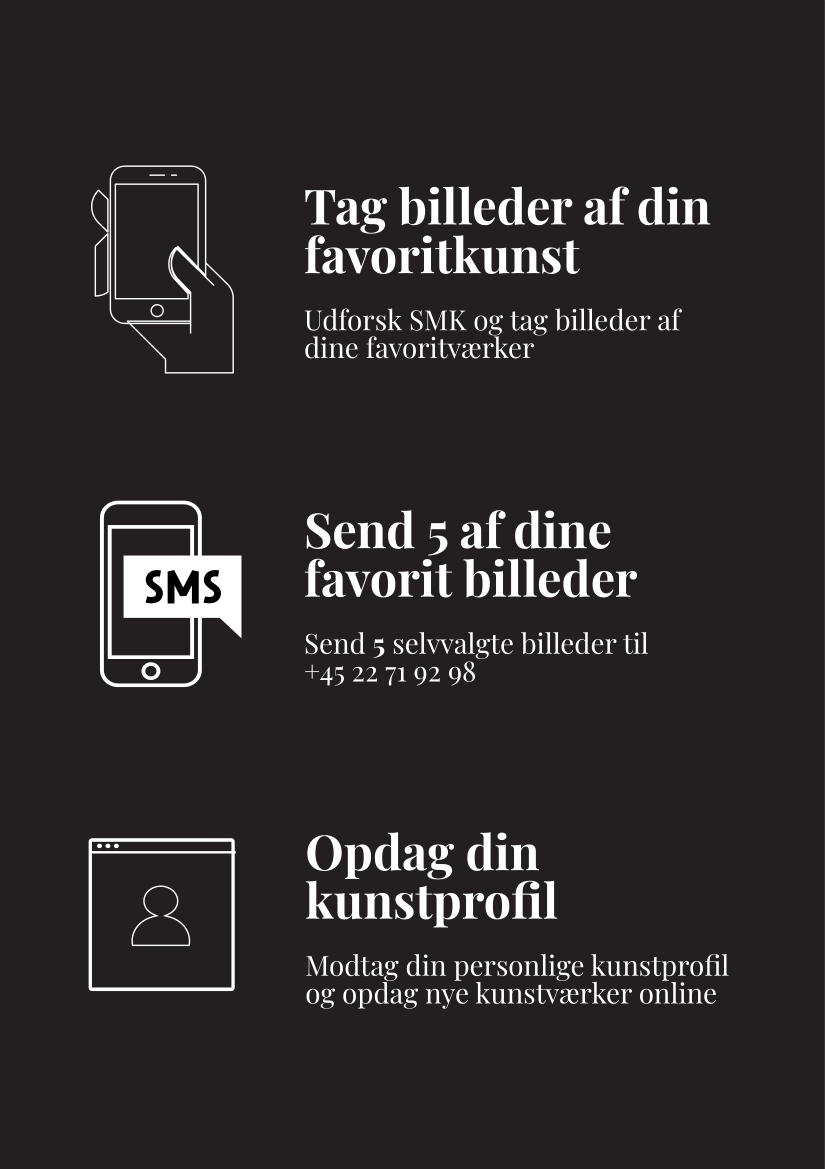 Tag billeder af din
favoritkunst
Udforsk SMK og tag billeder af
dine favoritværker
SMS
Send 5 af dine
favorit billeder
Send 5 selvvalgte billeder til
+45 22 71 92 98
Opdag din
kunstprofil
Modtag din personlige kunstprofil
og opdag nye kunstværker online